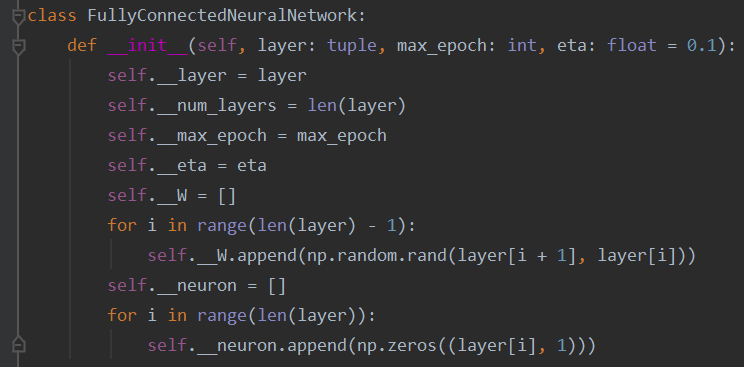 class FullyConnectedNeuralNetwork:
    def __init__(self, layer: tuple, max_epoch: int, eta: float = 0.1):
        self.__layer = layer
        self.__num_layers = len(layer)
        self.__max_epoch = max_epoch
        self.__eta = eta
        self.__W = []
        for i in range(len(layer) - 1):
            self.__W.append(np.random.rand(layer[i + 1], layer[i]))
        self.__neuron = []
        for i in range(len(layer)):
            self.__neuron.append(np.zeros((layer[i], 1)))